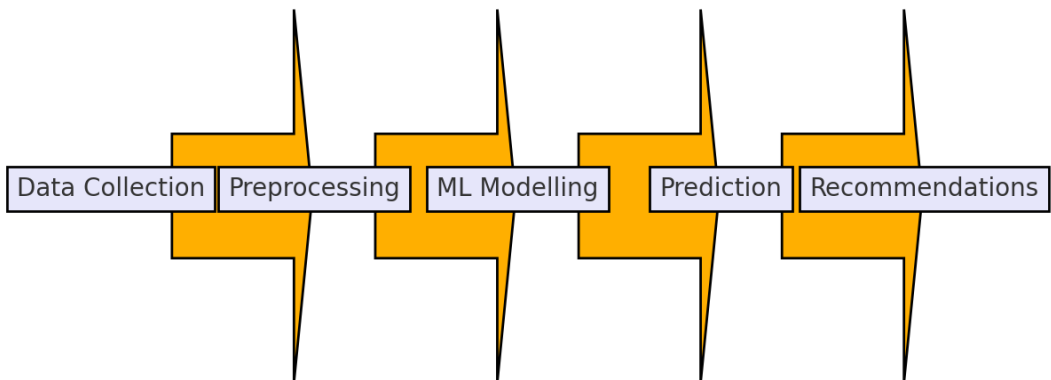 Data Collection
Preprocessing
ML Modelling
Prediction
Recommendations